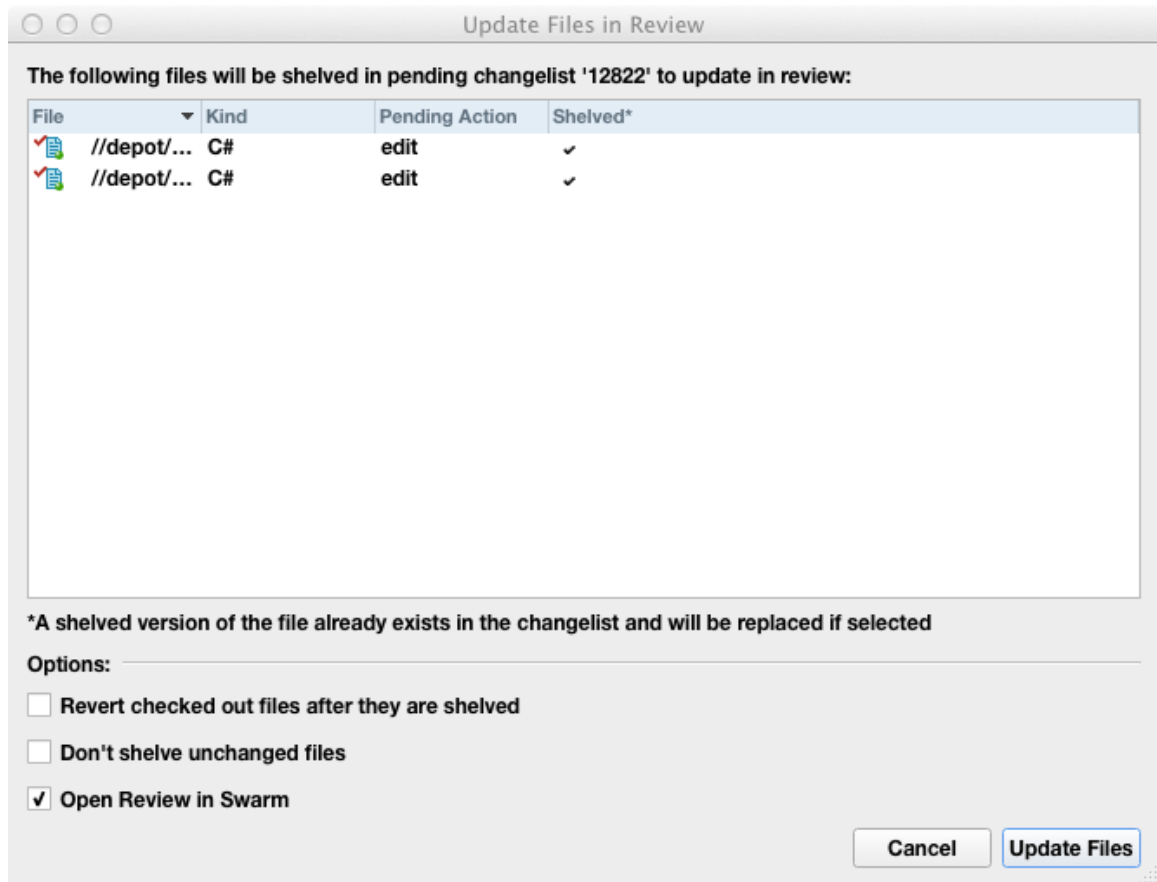 Update Files in Review
The following files will be shelved in pending changelist '12822' to update in review:
File Kind Pending Action Shelved*
//depot/... C# edit
//depot/... C# edit
*A shelved version of the file already exists in the changelist and will be replaced if selected
Options:
Revert checked out files after they are shelved
Don't shelve unchanged files
Open Review in Swarm
Cancel Update Files